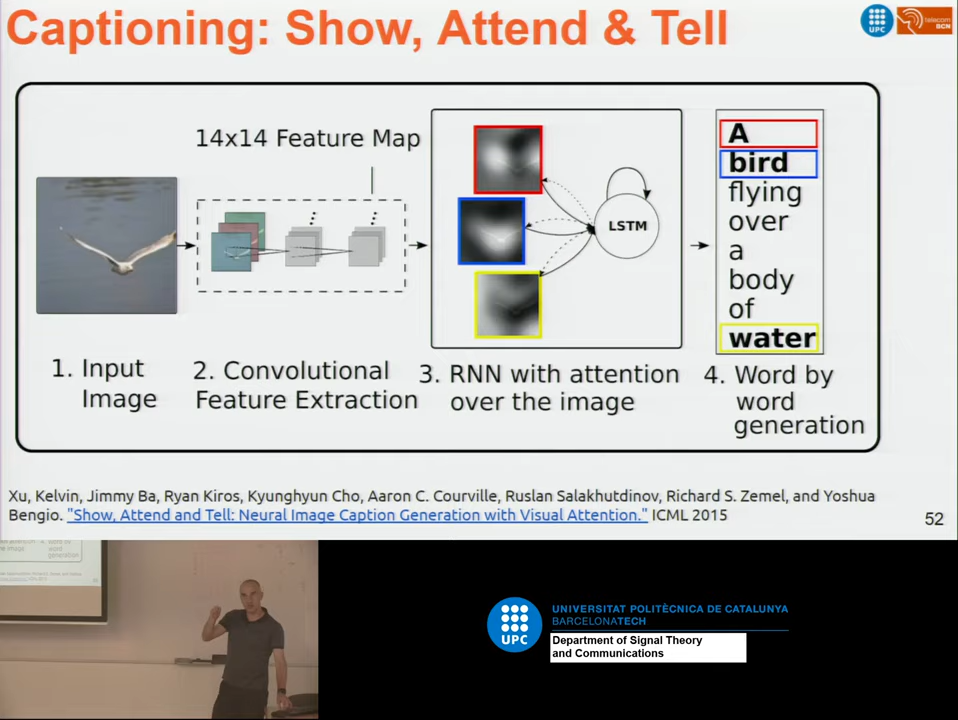 Captioning: Show, Attend & Tell
UPC
telecom
BCN
14x14 Feature Map
LSTM
A
bird
flying
over
a
body
of
water
1. Input
Image
2. Convolutional
Feature Extraction
3. RNN with attention
over the image
4. Word by
word
generation
Xu, Kelvin, Jimmy Ba, Ryan Kiros, Kyunghyun Cho, Aaron C. Courville, Ruslan Salakhutdinov, Richard S. Zemel, and Yoshua
Bengio. "Show, Attend and Tell: Neural Image Caption Generation with Visual Attention." ICML 2015
52
UPC
UNIVERSITAT POLITÈCNICA DE CATALUNYA
BARCELONATECH
Department of Signal Theory
and Communications